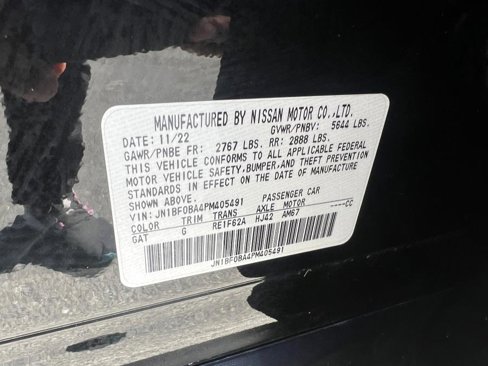 MANUFACTURED BY NISSAN MOTOR CO.,LTD.
DATE: 11/22 GVWR/PNBV: 5644 LBS.
GAWR/PNBE FR: 2767 LBS. RR: 2888 LBS.
THIS VEHICLE CONFORMS TO ALL APPLICABLE FEDERAL
MOTOR VEHICLE SAFETY,BUMPER,AND THEFT PREVENTION
STANDARDS IN EFFECT ON THE DATE OF MANUFACTURE
SHOWN ABOVE.
VIN: JN1BF0BA4PM405491 PASSENGER CAR
COLOR TRIM TRANS AXLE MOTOR ----CC
GAT G RE1F62A HJ42 AM67
JN1BF0BA4PM405491